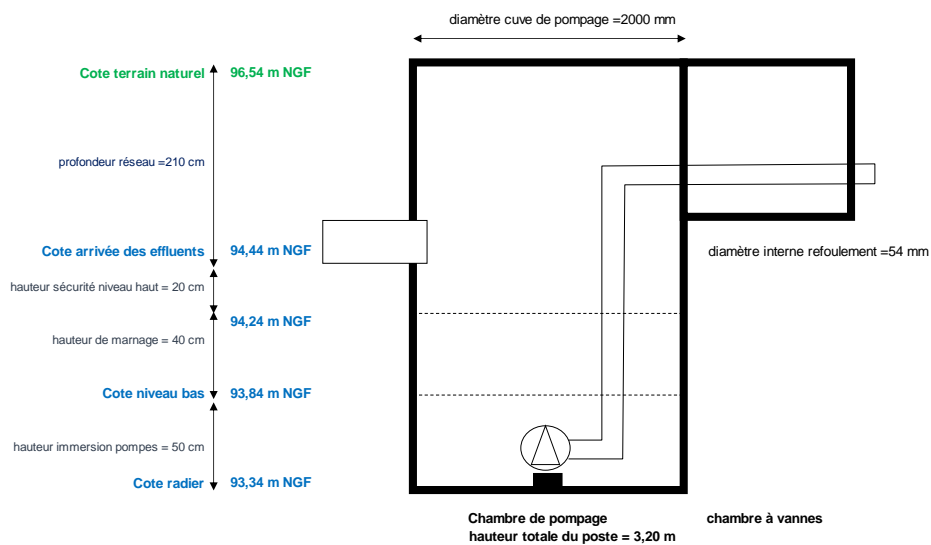 diamètre cuve de pompage =2000 mm
Cote terrain naturel 96,54 m NGF
profondeur réseau =210 cm
Cote arrivée des effluents 94,44 m NGF
diamètre interne refoulement =54 mm
hauteur sécurité niveau haut = 20 cm
94,24 m NGF
hauteur de marnage = 40 cm
Cote niveau bas 93,84 m NGF
hauteur immersion pompes = 50 cm
Cote radier 93,34 m NGF
Chambre de pompage chambre à vannes
hauteur totale du poste = 3,20 m